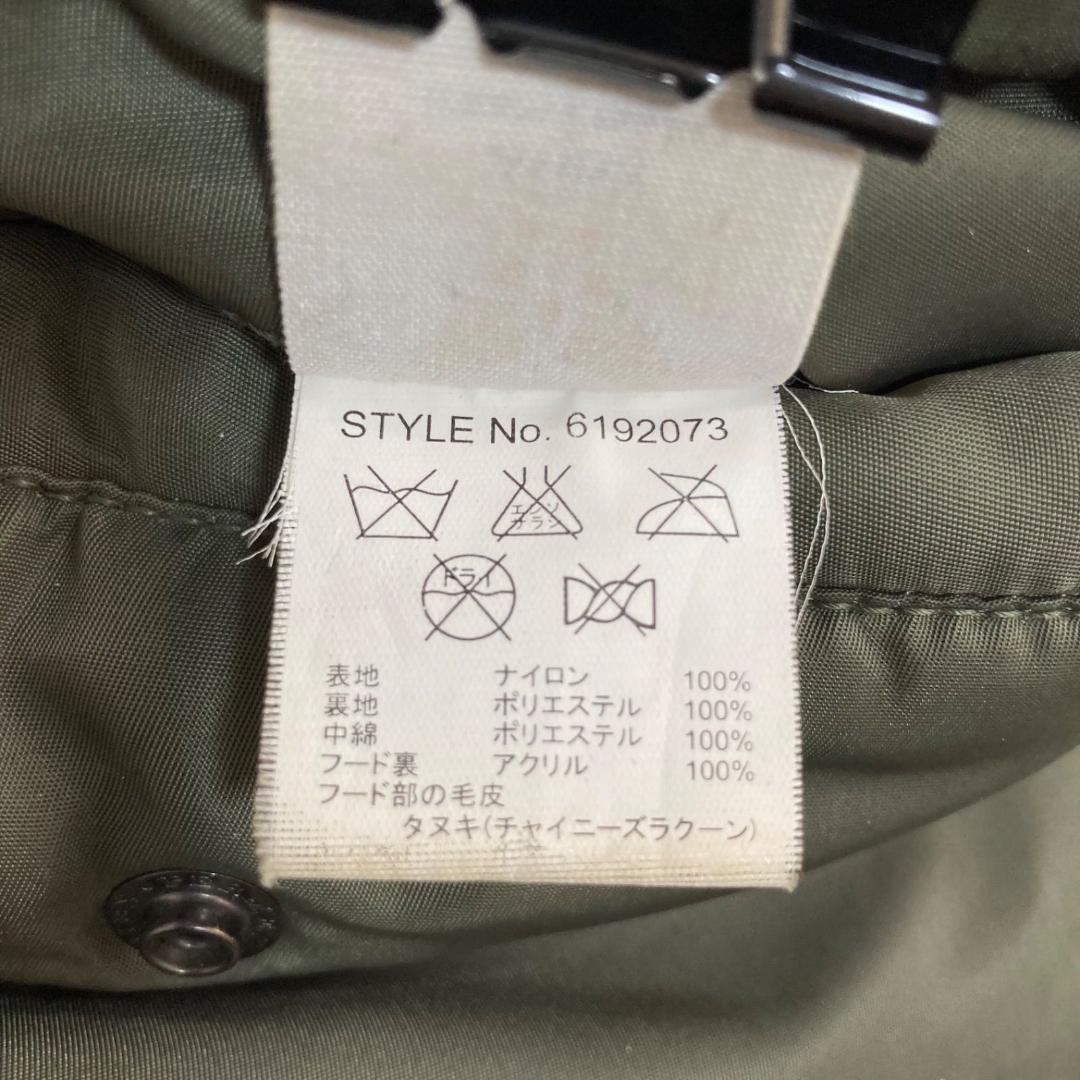 STYLE No. 6192073
エンソ
サラシ
ドライ
表地 ナイロン 100%
裏地 ポリエステル 100%
中綿 ポリエステル 100%
フード裏 アクリル 100%
フード部の毛皮
タヌキ(チャイニーズラクーン)